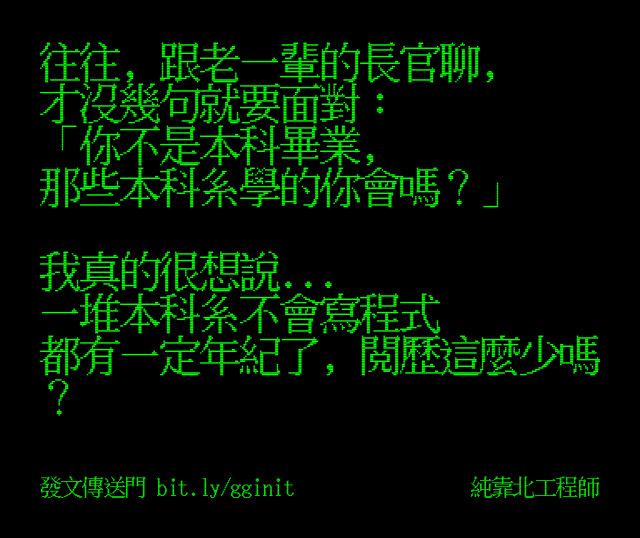 往往, 跟老一輩的長官聊,
才沒幾句就要面對：
「你不是本科畢業,
那些本科系學的你會嗎？」
我真的很想說...
一堆本科系不會寫程式
都有一定年紀了, 閱歷這麼少嗎
？
發文傳送門 bit.ly/gginit
純靠北工程師